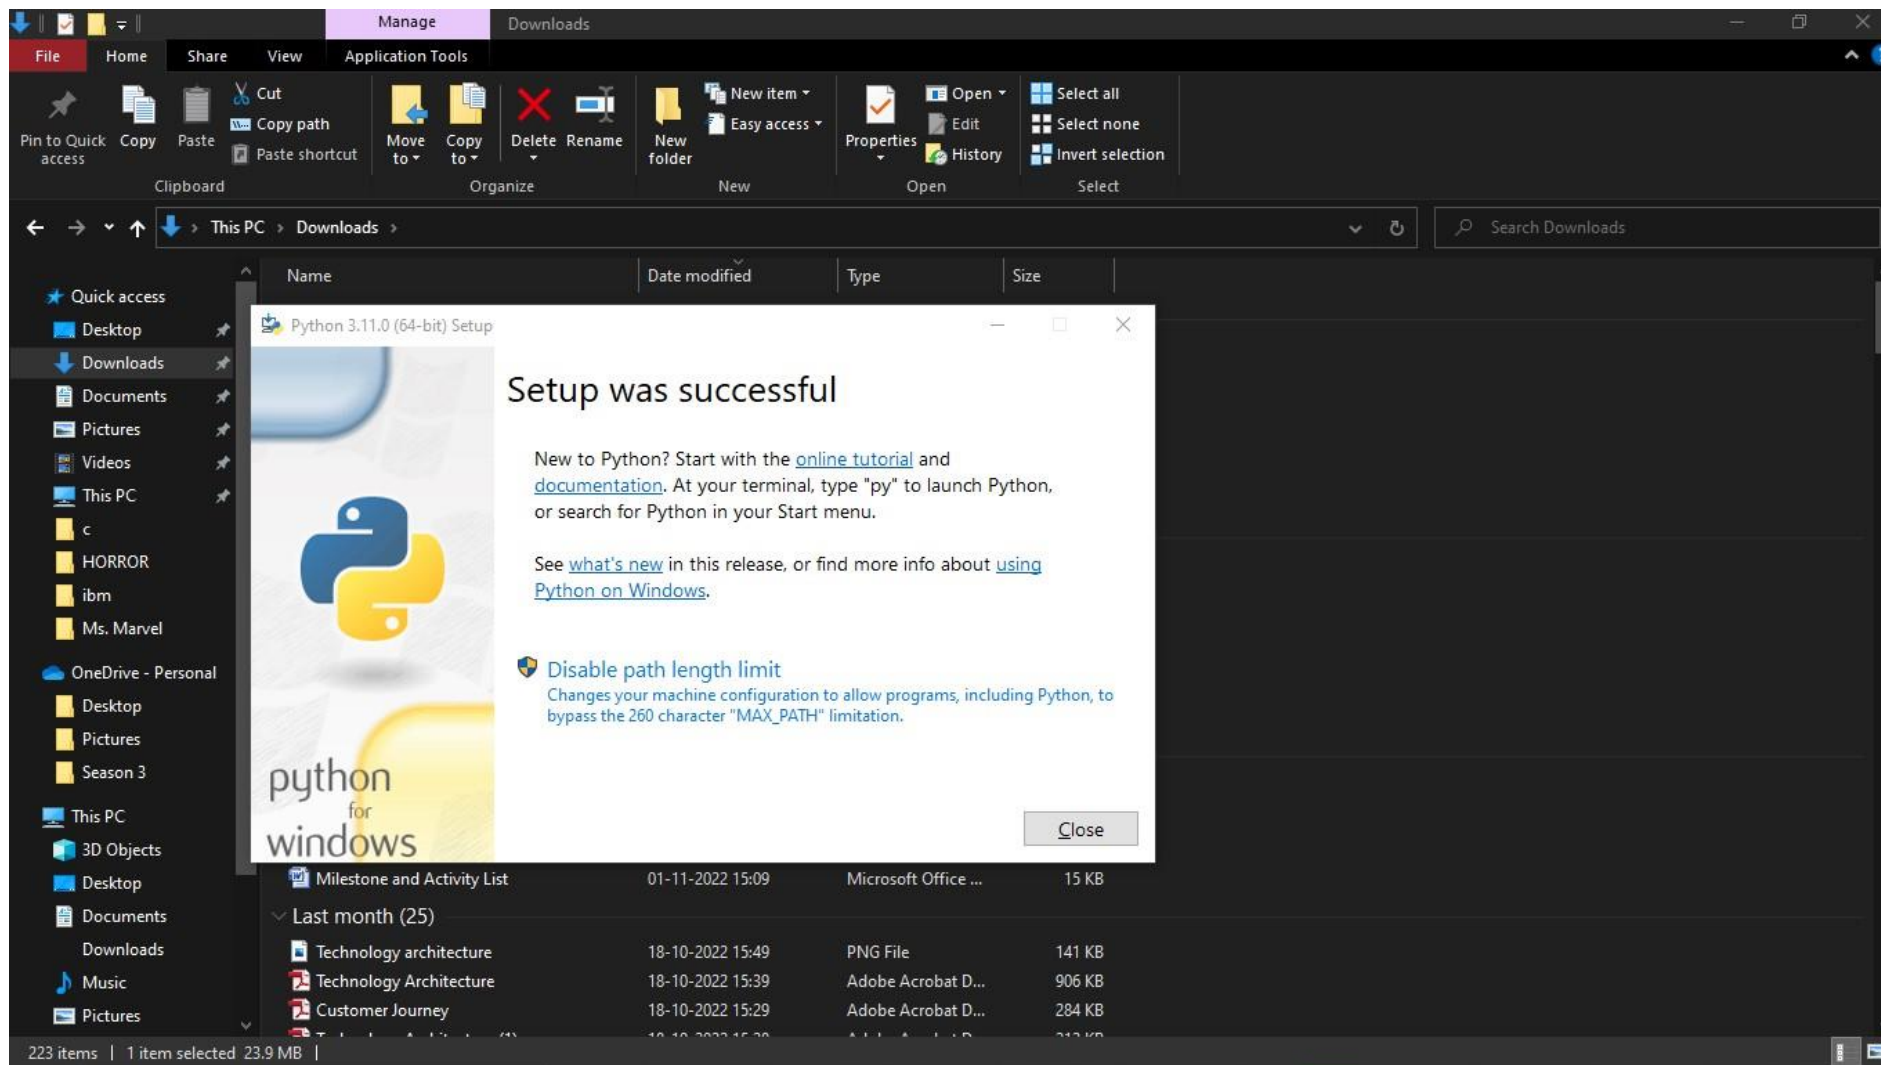 Manage
Downloads
File
Home
Share
View
Application Tools
Pin to Quick
access
Copy
Paste
Cut
Copy path
Paste shortcut
Move
to
Copy
to
Delete
Rename
New
folder
New item
Easy access
Properties
Open
Edit
History
Select all
Select none
Invert selection
Clipboard
Organize
New
Open
Select
This PC
Downloads
Search Downloads
Name
Date modified
Type
Size
Quick access
Desktop
Downloads
Documents
Pictures
Videos
This PC
c
HORROR
ibm
Ms. Marvel
OneDrive - Personal
Desktop
Pictures
Season 3
This PC
3D Objects
Desktop
Documents
Downloads
Music
Pictures
Python 3.11.0 (64-bit) Setup
Setup was successful
New to Python? Start with the online tutorial and
documentation. At your terminal, type "py" to launch Python,
or search for Python in your Start menu.
See what's new in this release, or find more info about using
Python on Windows.
Disable path length limit
Changes your machine configuration to allow programs, including Python, to
bypass the 260 character "MAX_PATH" limitation.
python
for
windows
Close
Milestone and Activity List 01-11-2022 15:09 Microsoft Office ... 15 KB
Last month (25)
Technology architecture 18-10-2022 15:49 PNG File 141 KB
Technology Architecture 18-10-2022 15:39 Adobe Acrobat D... 906 KB
Customer Journey 18-10-2022 15:29 Adobe Acrobat D... 284 KB
223 items 1 item selected 23.9 MB